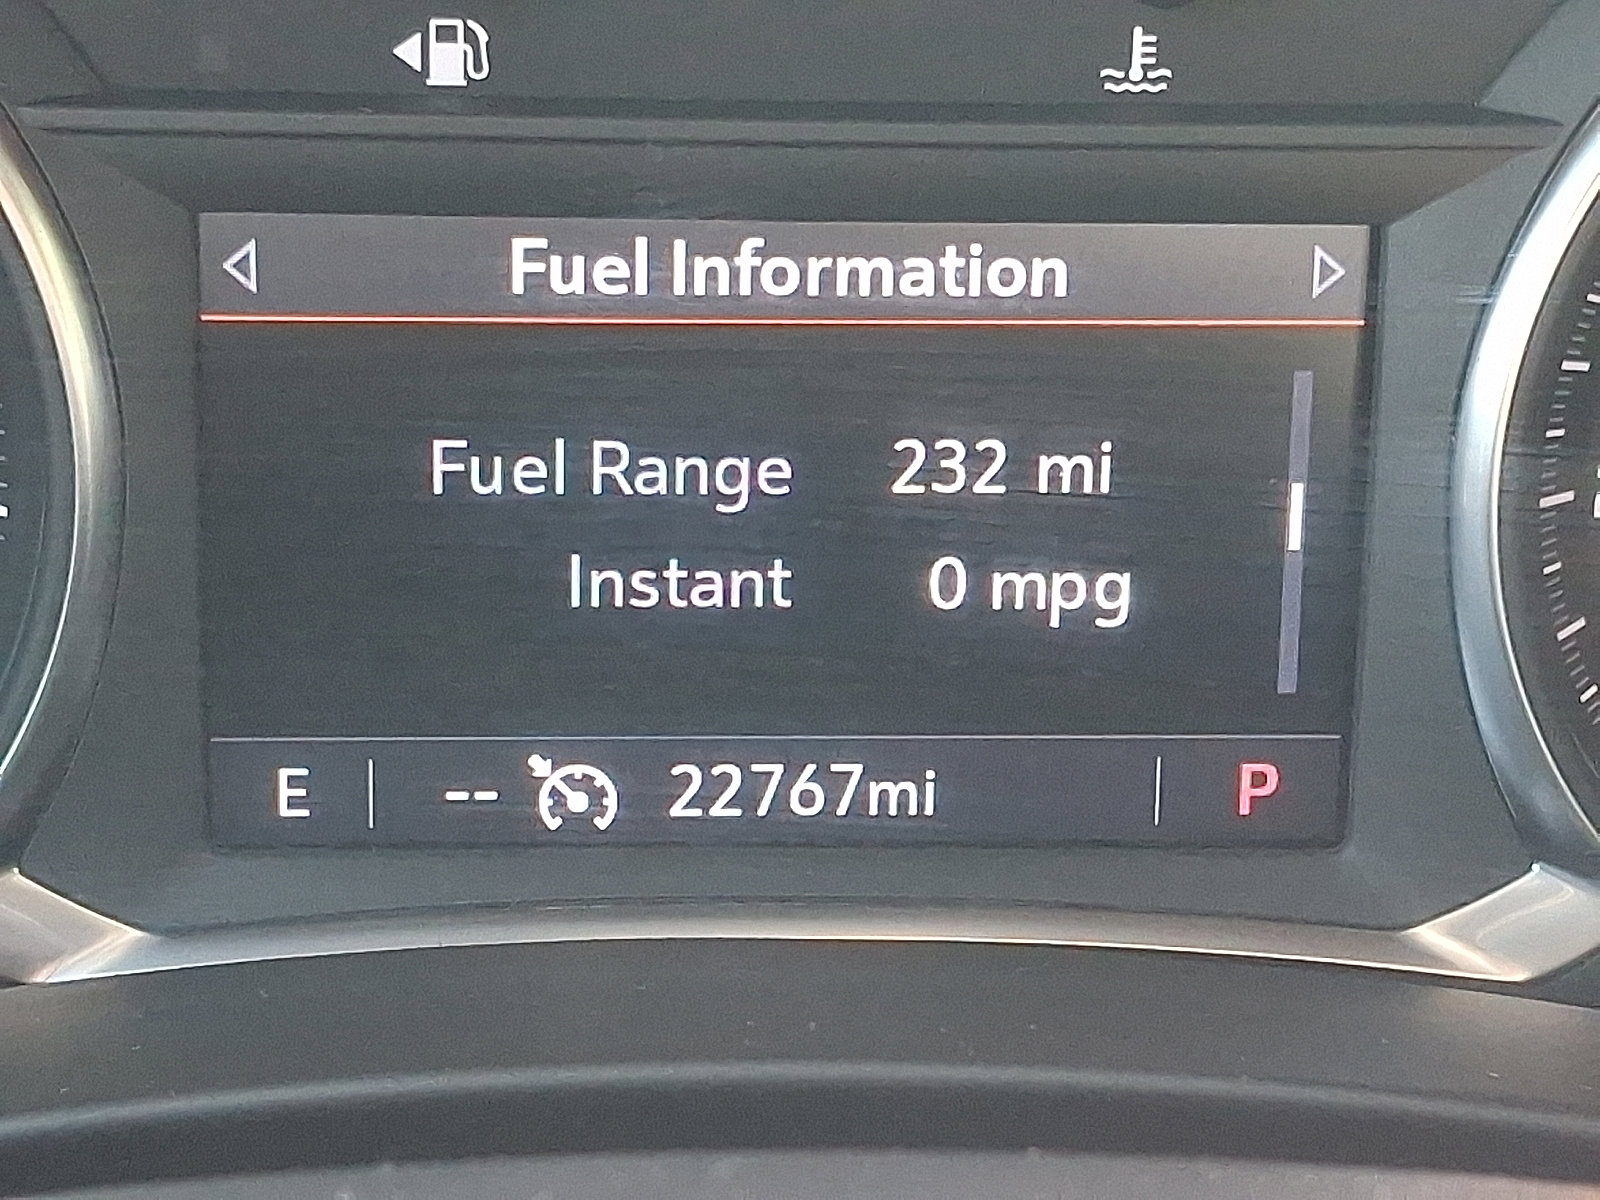 Fuel Information
Fuel Range 232 mi
Instant 0 mpg
E -- 22767mi P